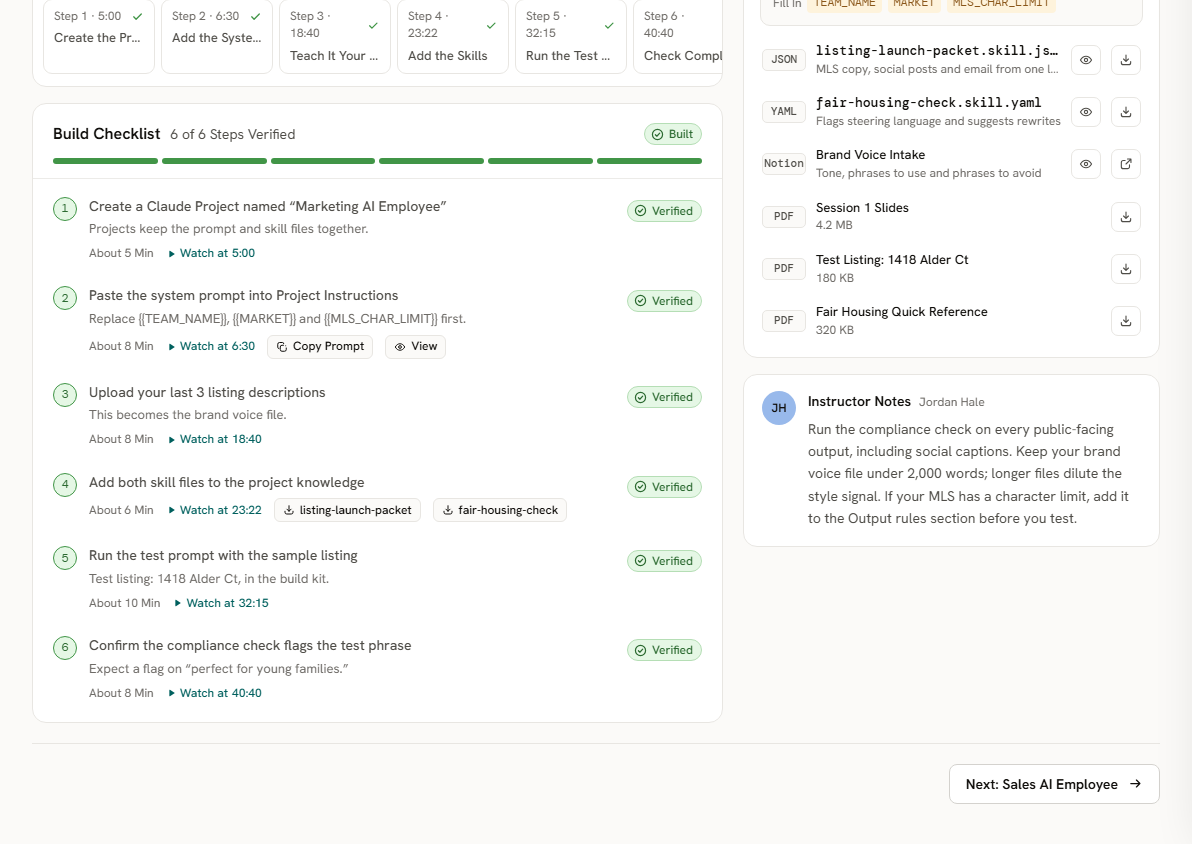 Step 1 · 5:00
Create the Pr...
Step 2 · 6:30
Add the Syste...
Step 3 ·
18:40
Teach It Your ...
Step 4 ·
23:22
Add the Skills
Step 5 ·
32:15
Run the Test ...
Step 6 ·
40:40
Check Compl
Build Checklist 6 of 6 Steps Verified
Built
1
Create a Claude Project named “Marketing AI Employee”
Verified
Projects keep the prompt and skill files together.
About 5 Min Watch at 5:00
2
Paste the system prompt into Project Instructions
Verified
Replace {{TEAM_NAME}}, {{MARKET}} and {{MLS_CHAR_LIMIT}} first.
About 8 Min Watch at 6:30 Copy Prompt View
3
Upload your last 3 listing descriptions
Verified
This becomes the brand voice file.
About 8 Min Watch at 18:40
4
Add both skill files to the project knowledge
Verified
About 6 Min Watch at 23:22 listing-launch-packet fair-housing-check
5
Run the test prompt with the sample listing
Verified
Test listing: 1418 Alder Ct, in the build kit.
About 10 Min Watch at 32:15
6
Confirm the compliance check flags the test phrase
Verified
Expect a flag on “perfect for young families.”
About 8 Min Watch at 40:40
Fill In TEAM_NAME MARKET MLS_CHAR_LIMIT
JSON
listing-launch-packet.skill.js...
MLS copy, social posts and email from one l...
YAML
fair-housing-check.skill.yaml
Flags steering language and suggests rewrites
Notion
Brand Voice Intake
Tone, phrases to use and phrases to avoid
PDF
Session 1 Slides
4.2 MB
PDF
Test Listing: 1418 Alder Ct
180 KB
PDF
Fair Housing Quick Reference
320 KB
JH
Instructor Notes Jordan Hale
Run the compliance check on every public-facing
output, including social captions. Keep your brand
voice file under 2,000 words; longer files dilute the
style signal. If your MLS has a character limit, add it
to the Output rules section before you test.
Next: Sales AI Employee